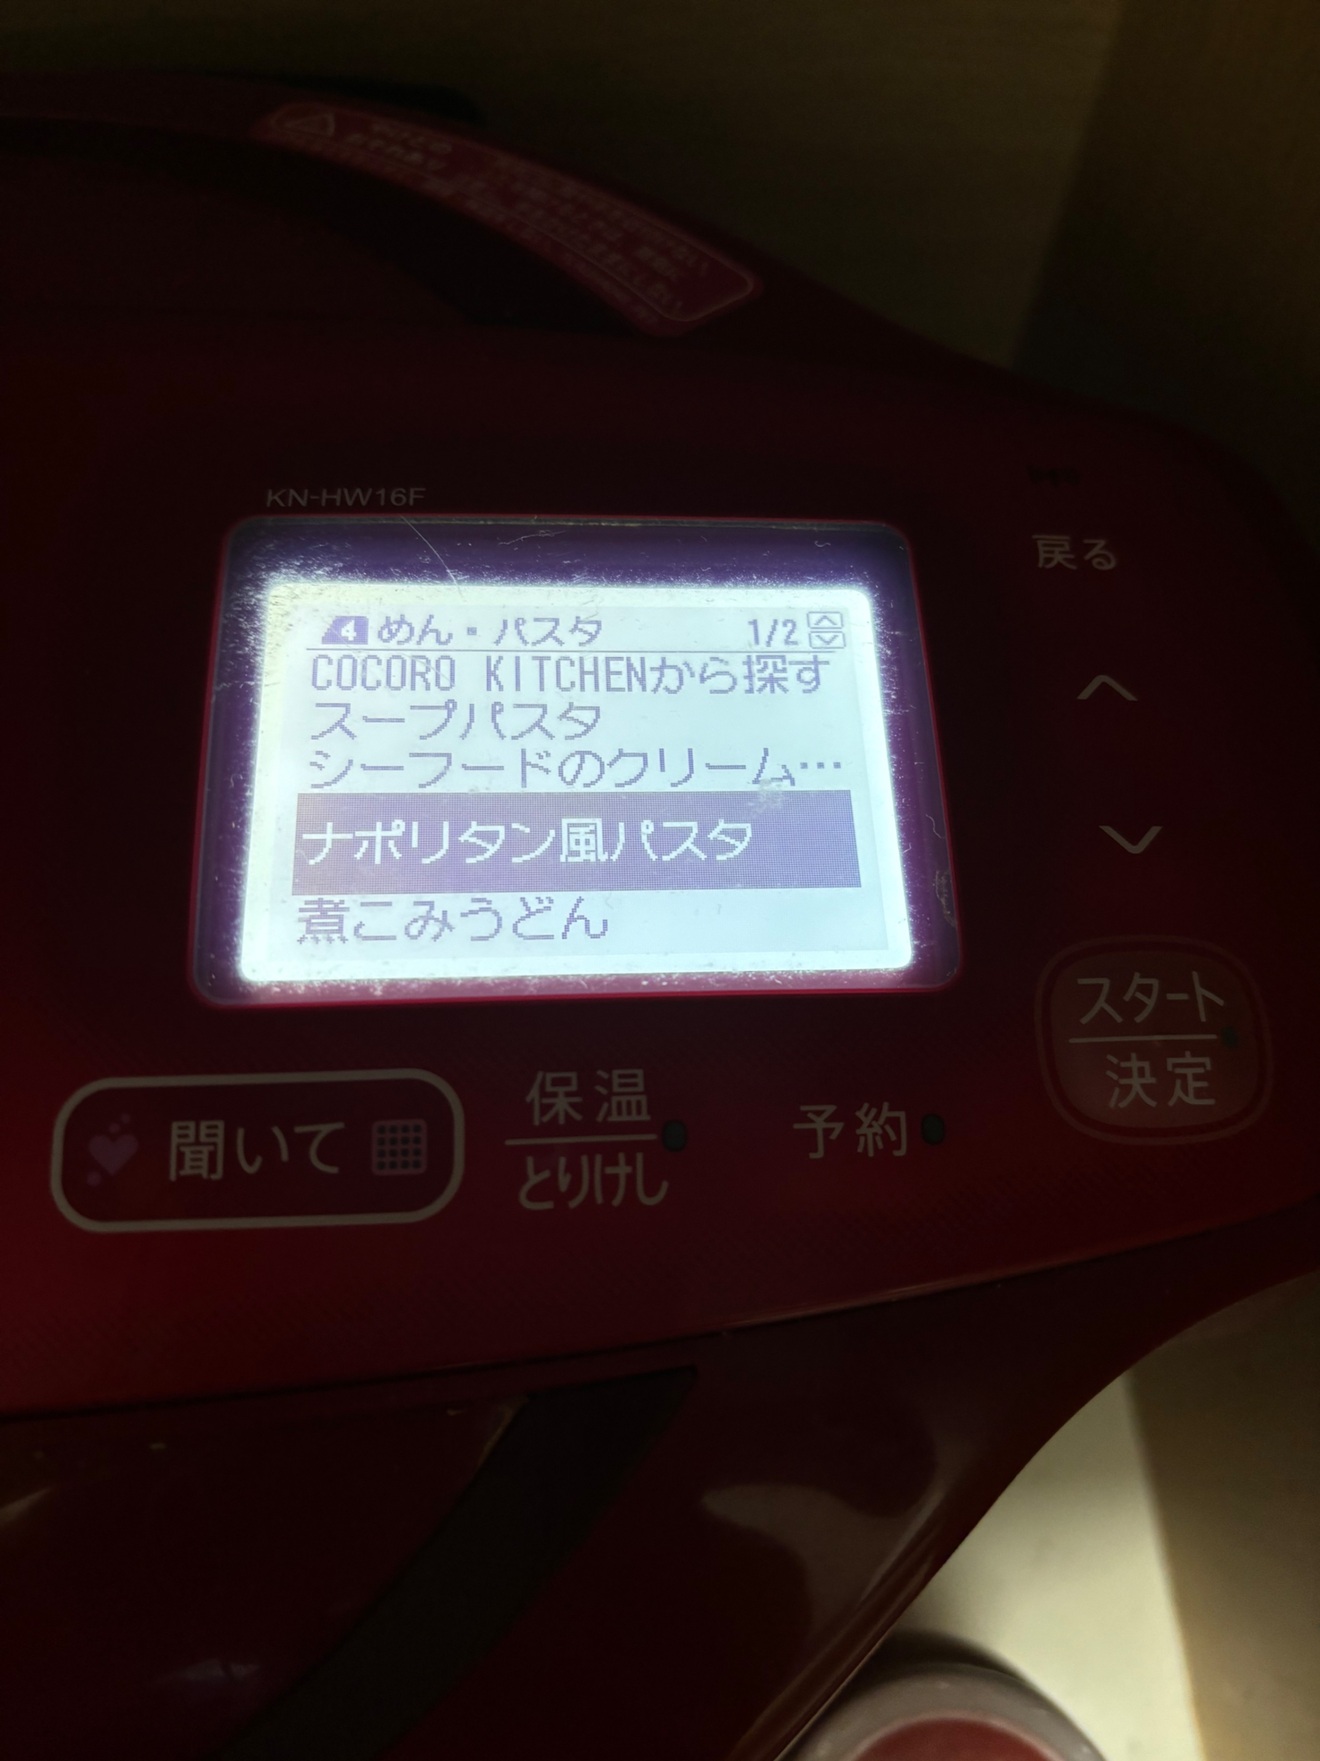 KN-HW16F
戻る
4 めん・パスタ 1/2
COCORO KITCHENから探す
スープパスタ
シーフードのクリーム…
ナポリタン風パスタ
煮こみうどん
スタート
決定
聞いて
保温
とりけし
予約